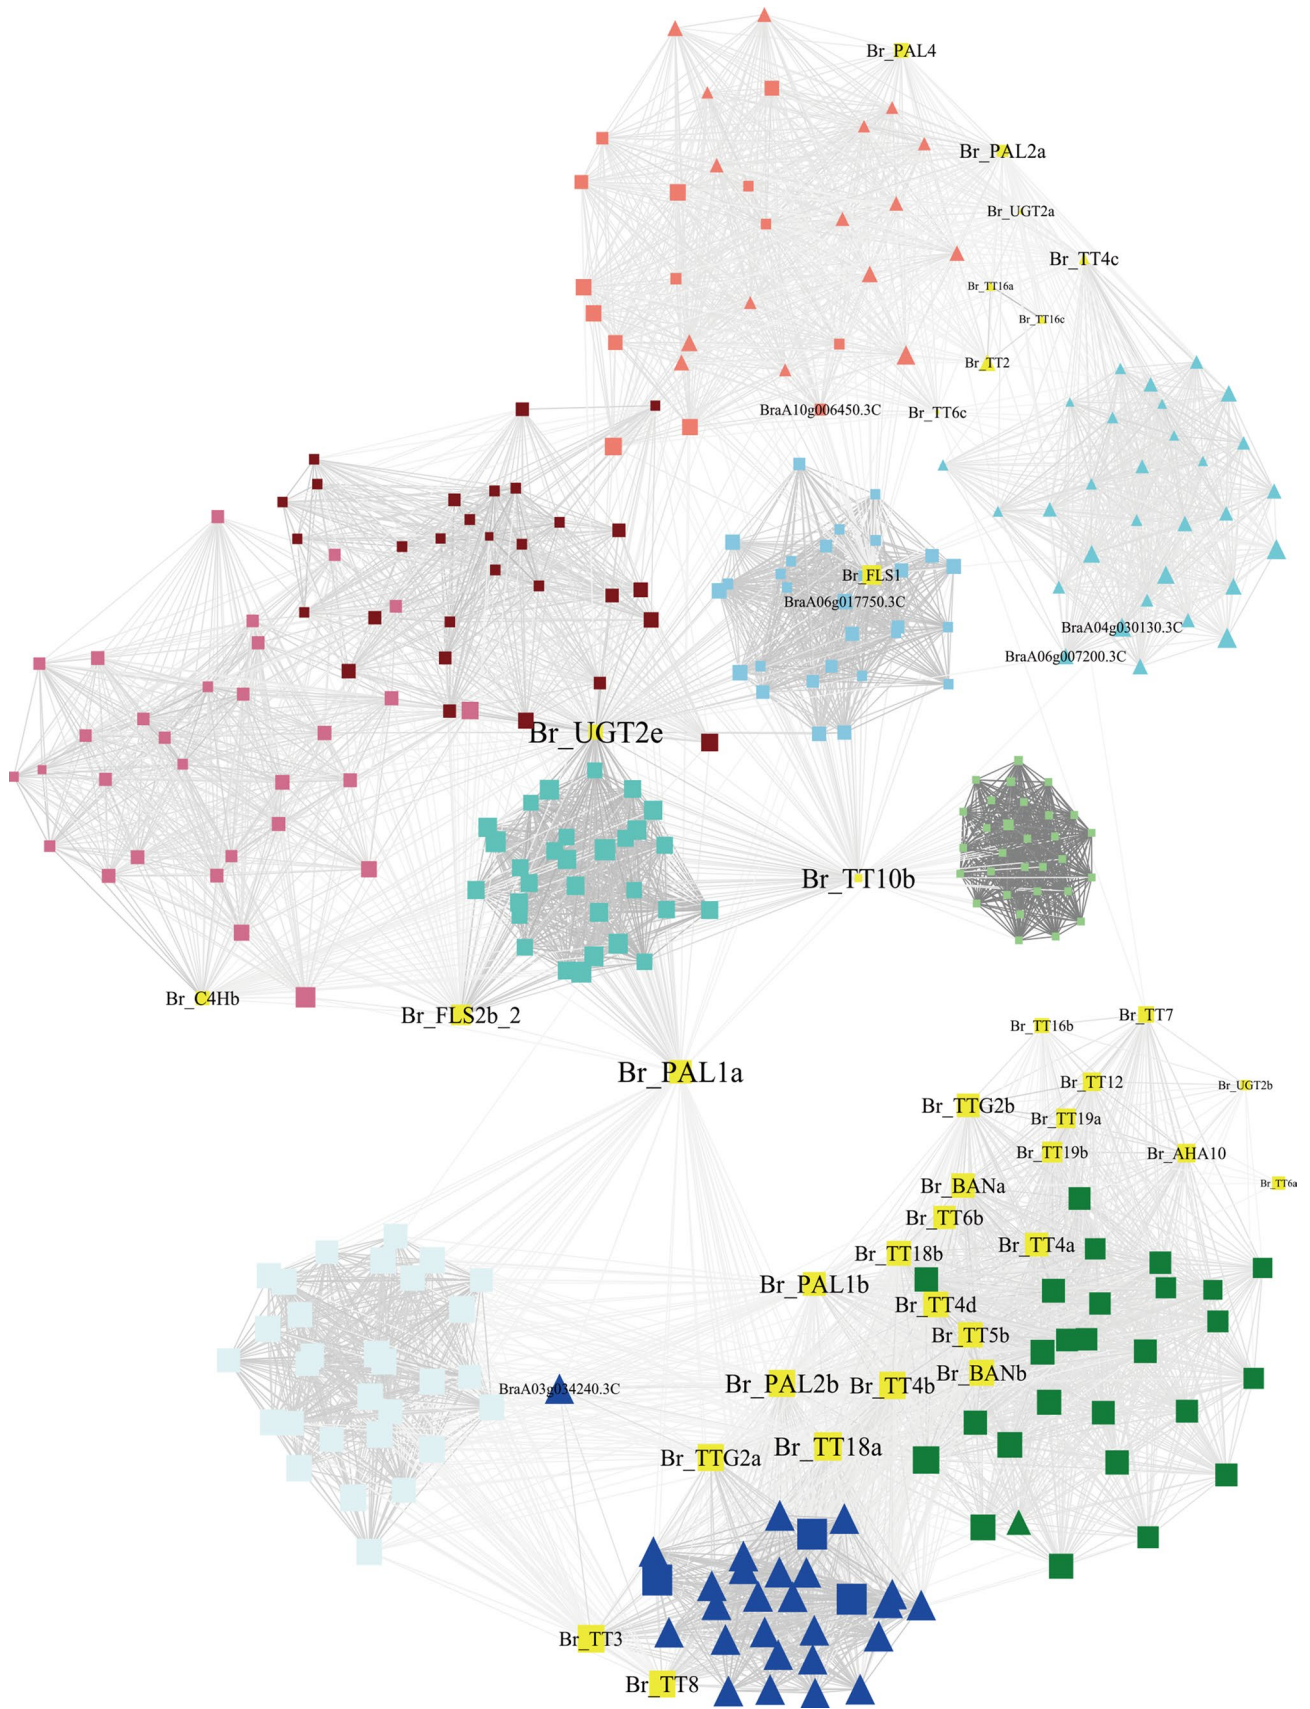 Br_PAL4
Br_PAL2a
Br_UGT2a
Br_TT4c
Br_TT16a
Br_TT16c
Br_TT2
BraA10g006450.3C
Br_TT6c
Br_FLS1
BraA06g017750.3C
BraA04g030130.3C
BraA06g007200.3C
Br_UGT2e
Br_TT10b
Br_C4Hb
Br_FLS2b_2
Br_TT7
Br_TT16b
Br_PAL1a
Br_TT12
Br_UGT2b
Br_TTG2b
Br_TT19a
Br_TT19b
Br_AHA10
Br_TT6a
Br_BANa
Br_TT6b
Br_TT4a
Br_TT18b
Br_PAL1b
Br_TT4d
Br_TT5b
Br_BANb
Br_PAL2b
Br_TT4b
BraA03g034240.3C
Br_TT18a
Br_TTG2a
Br_TT3
Br_TT8